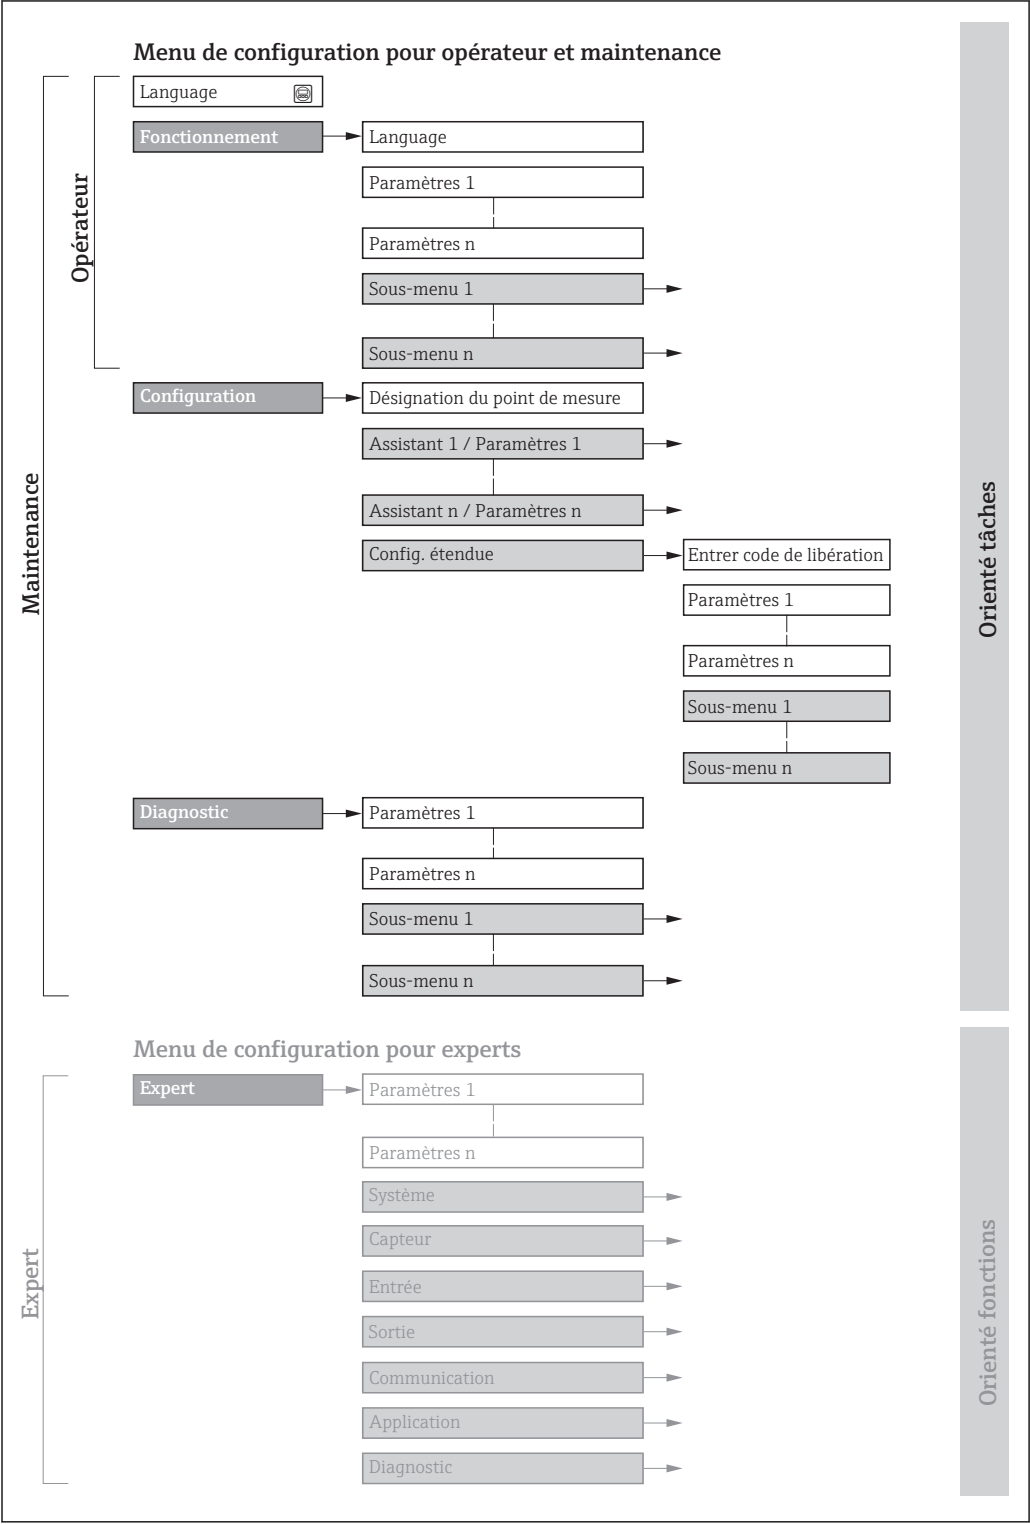 Menu de configuration pour opérateur et maintenance
Language
Fonctionnement
Language
Paramètres 1
Paramètres n
Sous-menu 1
Sous-menu n
Opérateur
Configuration
Désignation du point de mesure
Assistant 1 / Paramètres 1
Assistant n / Paramètres n
Config. étendue
Entrer code de libération
Paramètres 1
Paramètres n
Sous-menu 1
Sous-menu n
Diagnostic
Paramètres 1
Paramètres n
Sous-menu 1
Sous-menu n
Maintenance
Orienté tâches
Menu de configuration pour experts
Expert
Paramètres 1
Paramètres n
Système
Capteur
Entrée
Sortie
Communication
Application
Diagnostic
Expert
Orienté fonctions